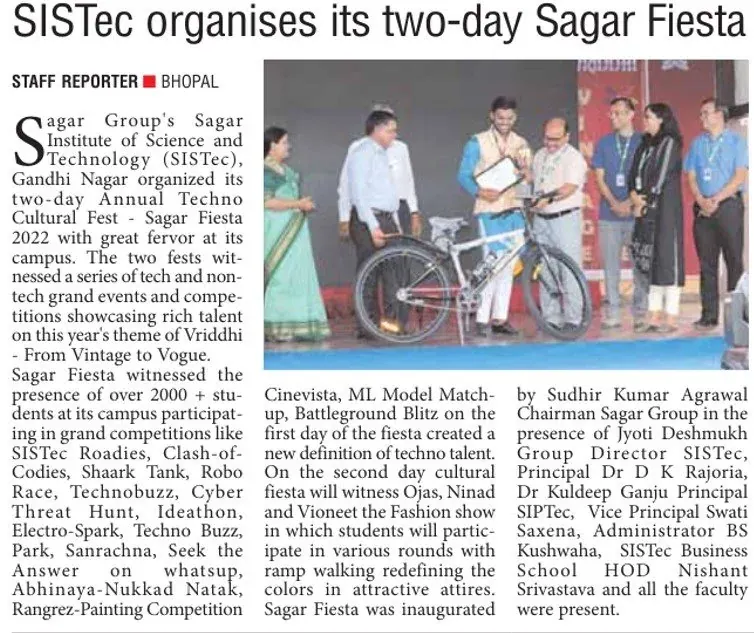 SISTec organises its two-day Sagar Fiesta
STAFF REPORTER ■ BHOPAL
Sagar Group's Sagar
Institute of Science and
Technology (SISTec),
Gandhi Nagar organized its
two-day Annual Techno
Cultural Fest - Sagar Fiesta
2022 with great fervor at its
campus. The two fests wit-
nessed a series of tech and non-
tech grand events and compe-
titions showcasing rich talent
on this year's theme of Vriddhi
- From Vintage to Vogue.
Sagar Fiesta witnessed the
presence of over 2000 + stu-
dents at its campus participat-
ing in grand competitions like
SISTec Roadies, Clash-of-
Codies, Shaark Tank, Robo
Race, Technobuzz, Cyber
Threat Hunt, Ideathon,
Electro-Spark, Techno Buzz,
Park, Sanrachna, Seek the
Answer on whatsup,
Abhinaya-Nukkad Natak,
Rangrez-Painting Competition
Cinevista, ML Model Match-
up, Battleground Blitz on the
first day of the fiesta created a
new definition of techno talent.
On the second day cultural
fiesta will witness Ojas, Ninad
and Vioneet the Fashion show
in which students will partic-
ipate in various rounds with
ramp walking redefining the
colors in attractive attires.
Sagar Fiesta was inaugurated
by Sudhir Kumar Agrawal
Chairman Sagar Group in the
presence of Jyoti Deshmukh
Group Director SISTec,
Principal Dr D K Rajoria,
Dr Kuldeep Ganju Principal
SIPTec, Vice Principal Swati
Saxena, Administrator BS
Kushwaha, SISTec Business
School HOD Nishant
Srivastava and all the faculty
were present.